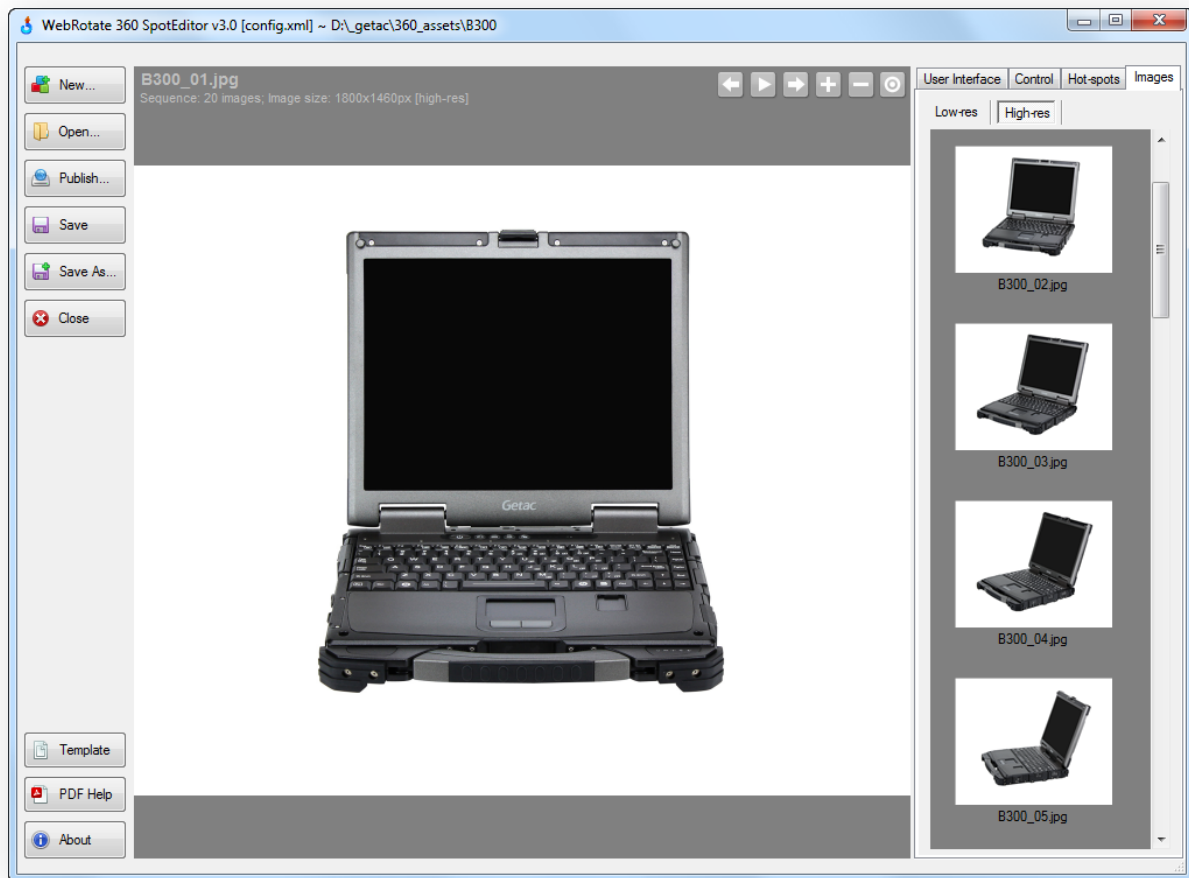 WebRotate 360 SpotEditor v3.0 [config.xml] ~ D:\_getac\360_assets\B300
New...
Open...
Publish...
Save
Save As...
Close
Template
PDF Help
About
B300_01.jpg
Sequence: 20 images; Image size: 1800x1460px [high-res]
Getac
User Interface Control Hot-spots Images
Low-res High-res
B300_02.jpg
B300_03.jpg
B300_04.jpg
B300_05.jpg